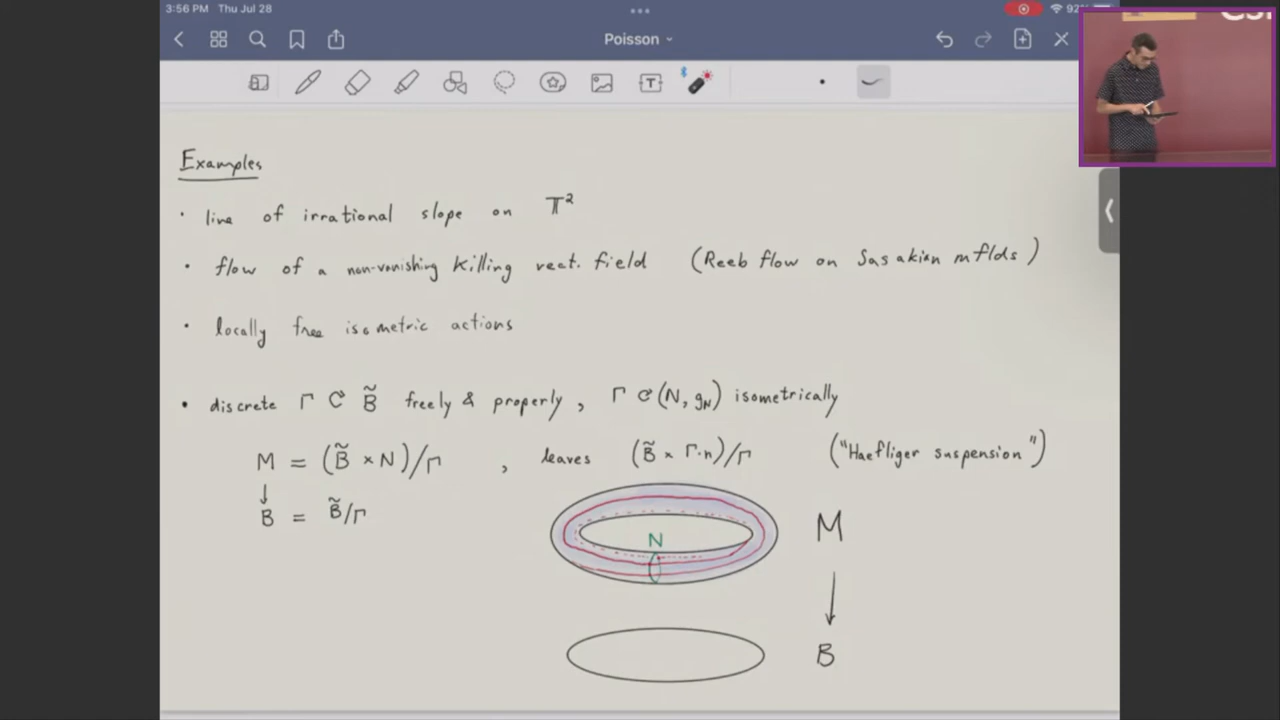 3:56 PM Thu Jul 28
92%
Poisson
Examples
• line of irrational slope on 𝕋²
• flow of a non-vanishing Killing vect. field (Reeb flow on Sasakian mflds)
• locally free isometric actions
• discrete Γ C B̃ freely & properly, Γ C (N, g_N) isometrically
M = (B̃ × N)/Γ , leaves (B̃ × Γ·n)/Γ ("Haefliger suspension")
↓
B = B̃/Γ
N
M
↓
B